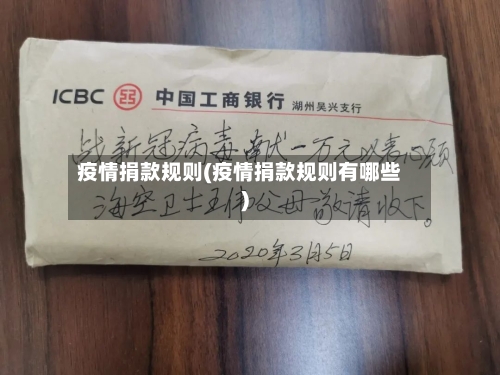 ICBC 中国工商银行 湖州吴兴支行
战新冠病毒献一万元以表心愿
疫情捐款规则(疫情捐款规则有哪些
)
海空卫士王伟父母敬请收下。
2020年3月5日